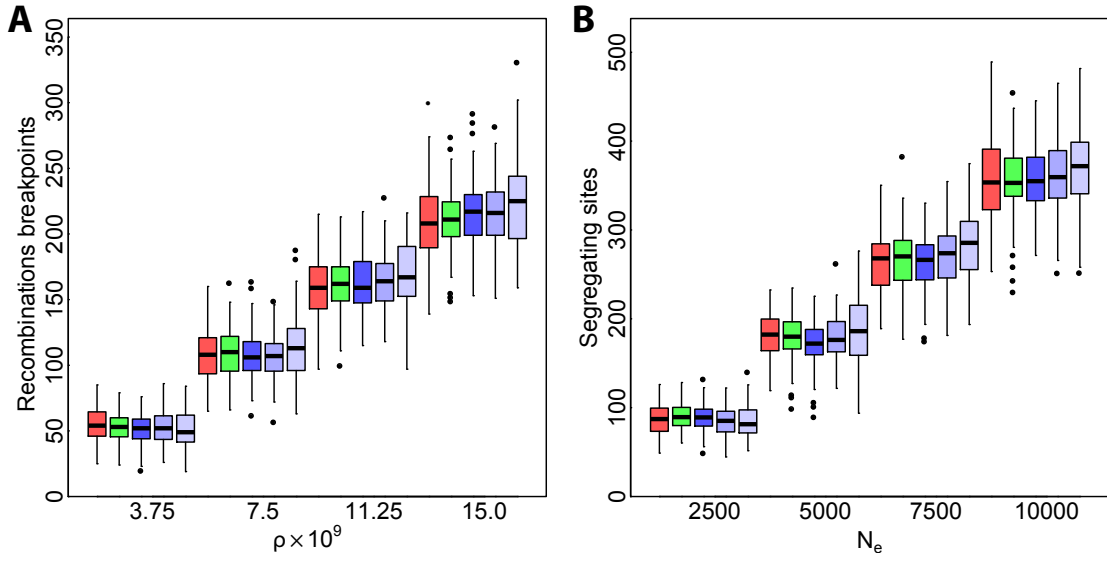 A
Recombinations breakpoints
350
300
250
200
150
100
50
0
3.75 7.5 11.25 15.0
ρ × 10⁹
B
Segregating sites
500
400
300
200
100
0
2500 5000 7500 10000
Nₑ